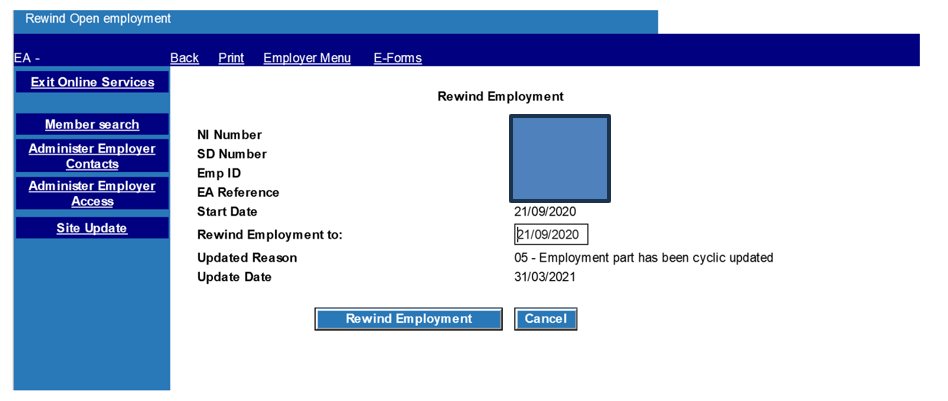 Rewind Open employment
EA - Back Print Employer Menu E-Forms
Exit Online Services
Member search
Administer Employer
Contacts
Administer Employer
Access
Site Update
Rewind Employment
NI Number
SD Number
Emp ID
EA Reference
Start Date 21/09/2020
Rewind Employment to: 21/09/2020
Updated Reason 05 - Employment part has been cyclic updated
Update Date 31/03/2021
Rewind Employment Cancel